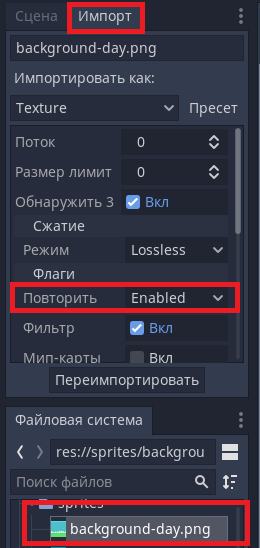 Сцена Импорт
background-day.png
Импортировать как:
Texture Пресет
Поток 0
Размер лимит 0
Обнаружить 3 Вкл
Сжатие
Режим Lossless
Флаги
Повторить Enabled
Фильтр Вкл
Мип-карты Вкл
Переимпортировать
Файловая система
res://sprites/backgrou
Поиск файлов
sprites
background-day.png